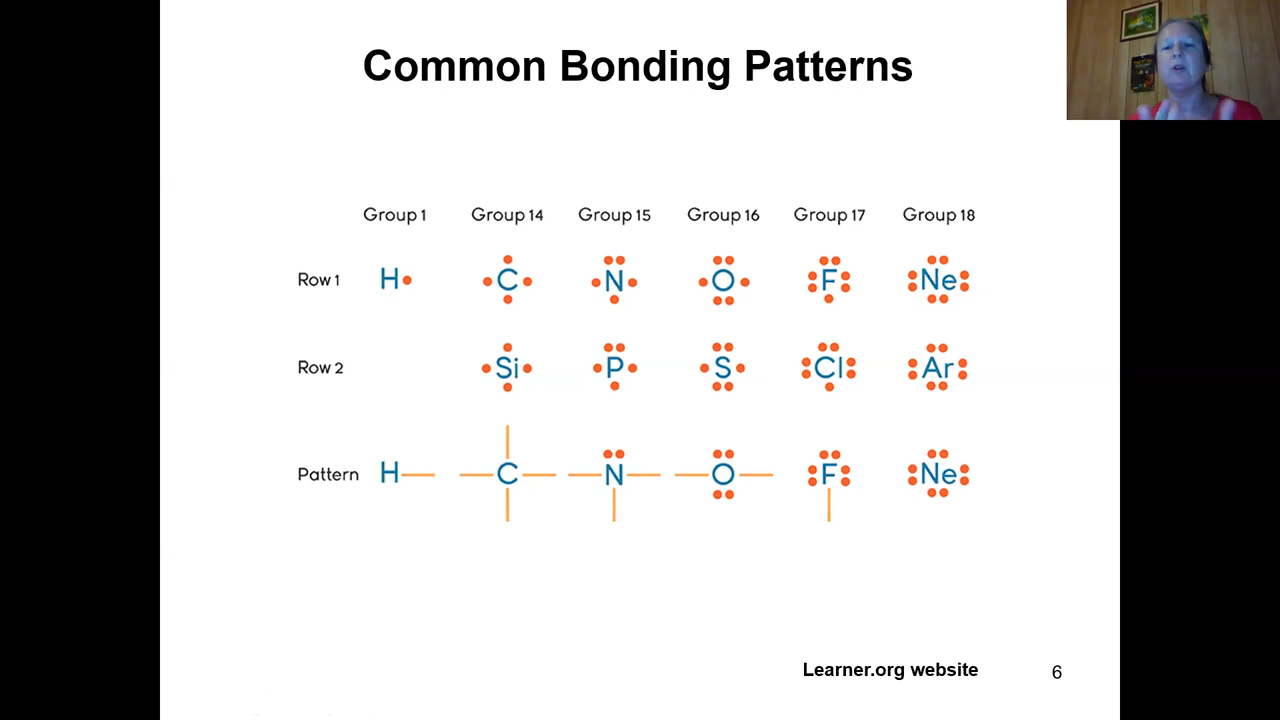 Common Bonding Patterns
Group 1 Group 14 Group 15 Group 16 Group 17 Group 18
Row 1 H C N O F Ne
Row 2 Si P S Cl Ar
Pattern H C N O F Ne
Learner.org website 6